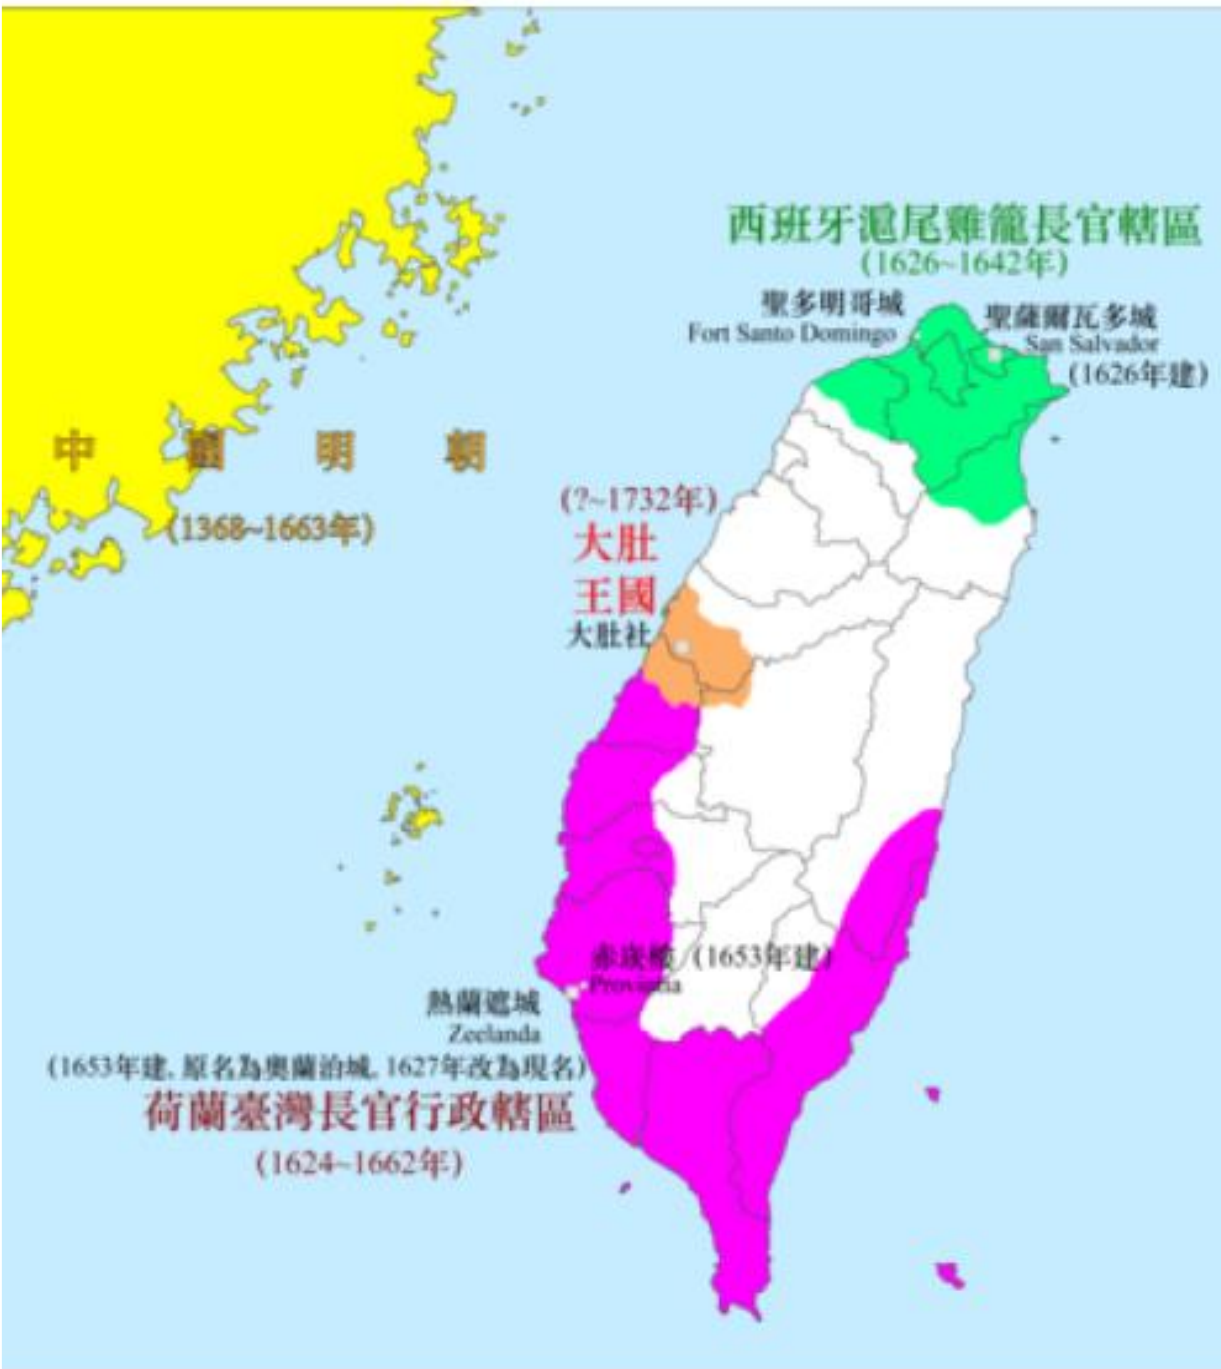 西班牙滬尾雞籠長官轄區
(1626~1642年)
聖多明哥城
Fort Santo Domingo
聖薩爾瓦多城
San Salvador
(1626年建)
中國明朝
(1368~1663年)
(?~1732年)
大肚
王國
大肚社
赤崁樓 (1653年建)
Provintia
熱蘭遮城
Zeelanda
(1653年建, 原名為奧蘭治城, 1627年改為現名)
荷蘭臺灣長官行政轄區
(1624~1662年)